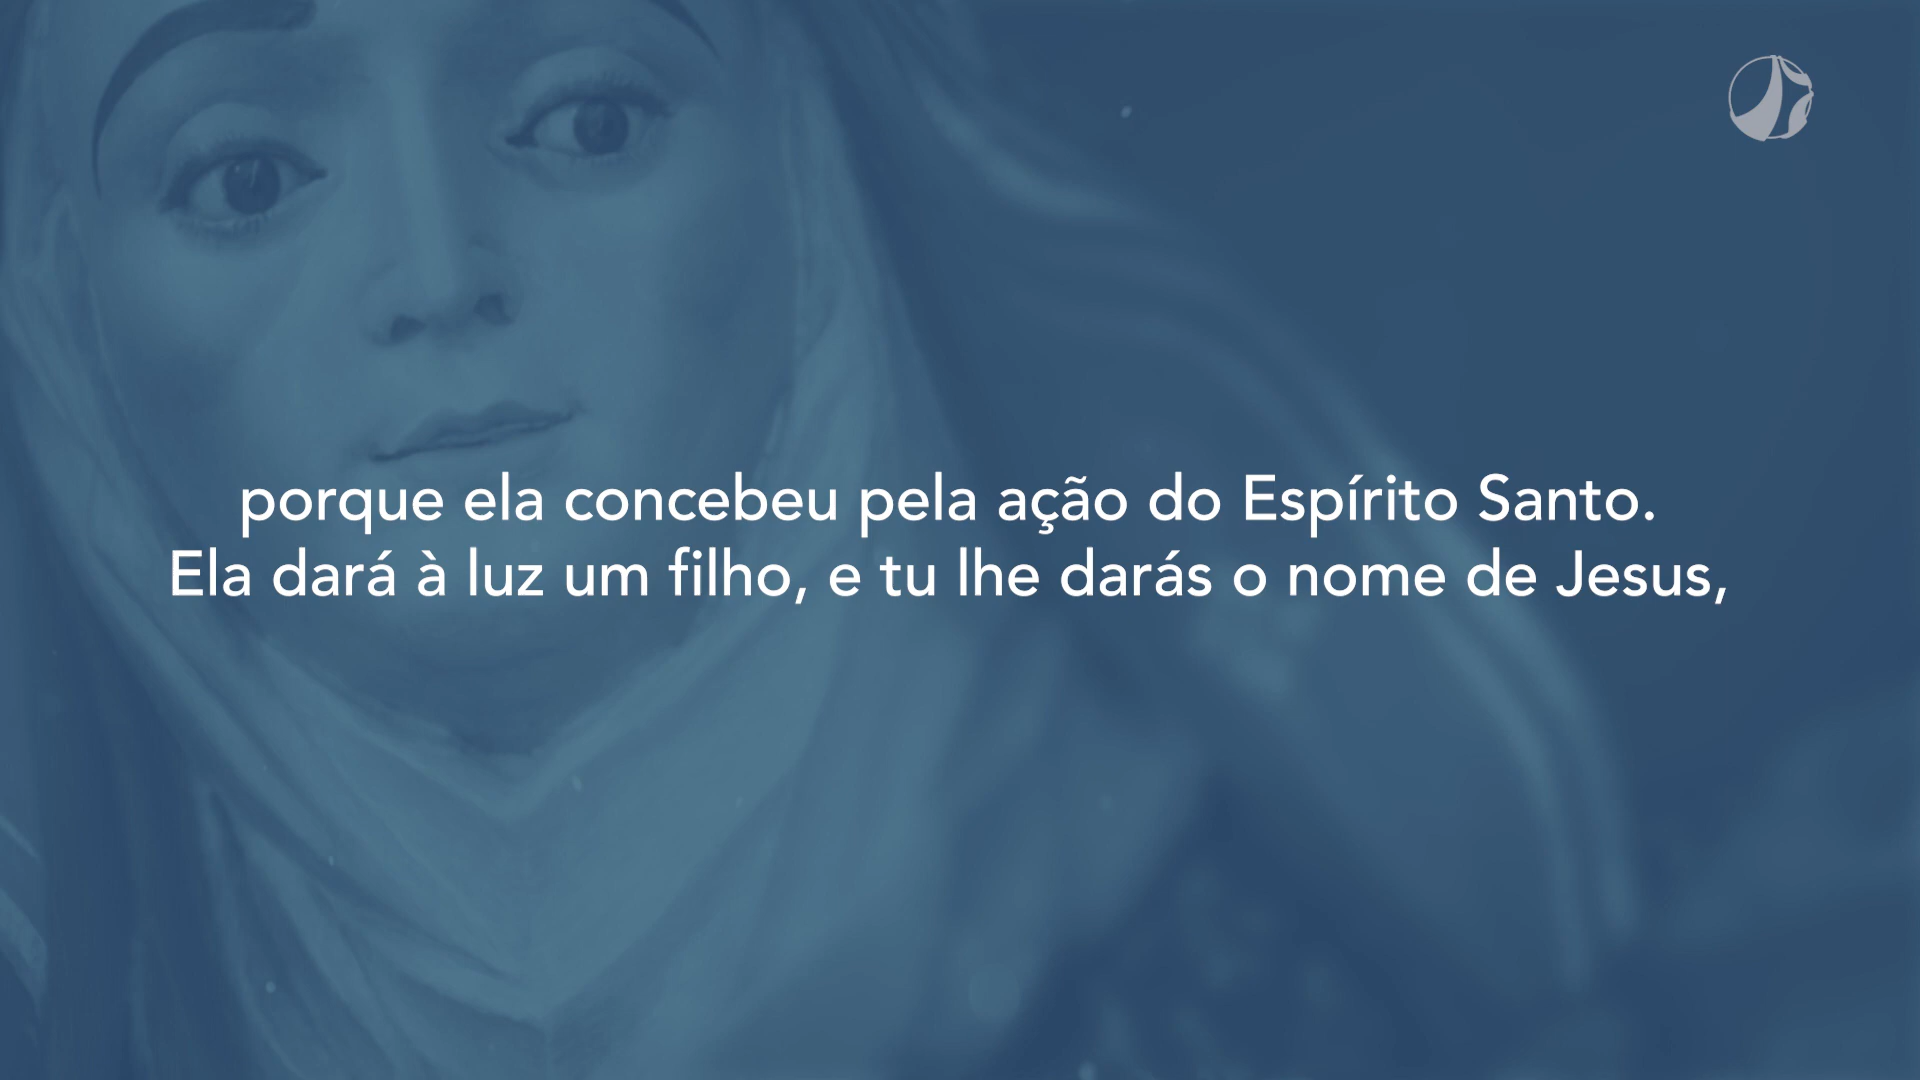 porque ela concebeu pela ação do Espírito Santo.
Ela dará à luz um filho, e tu lhe darás o nome de Jesus,